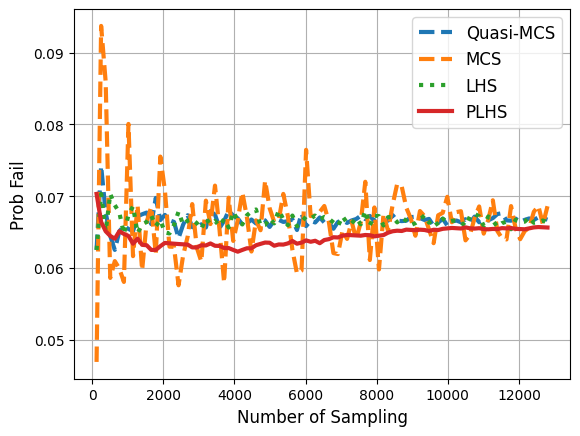 Quasi-MCS
MCS
LHS
PLHS
0.09
0.08
0.07
0.06
0.05
Prob Fail
0 2000 4000 6000 8000 10000 12000
Number of Sampling